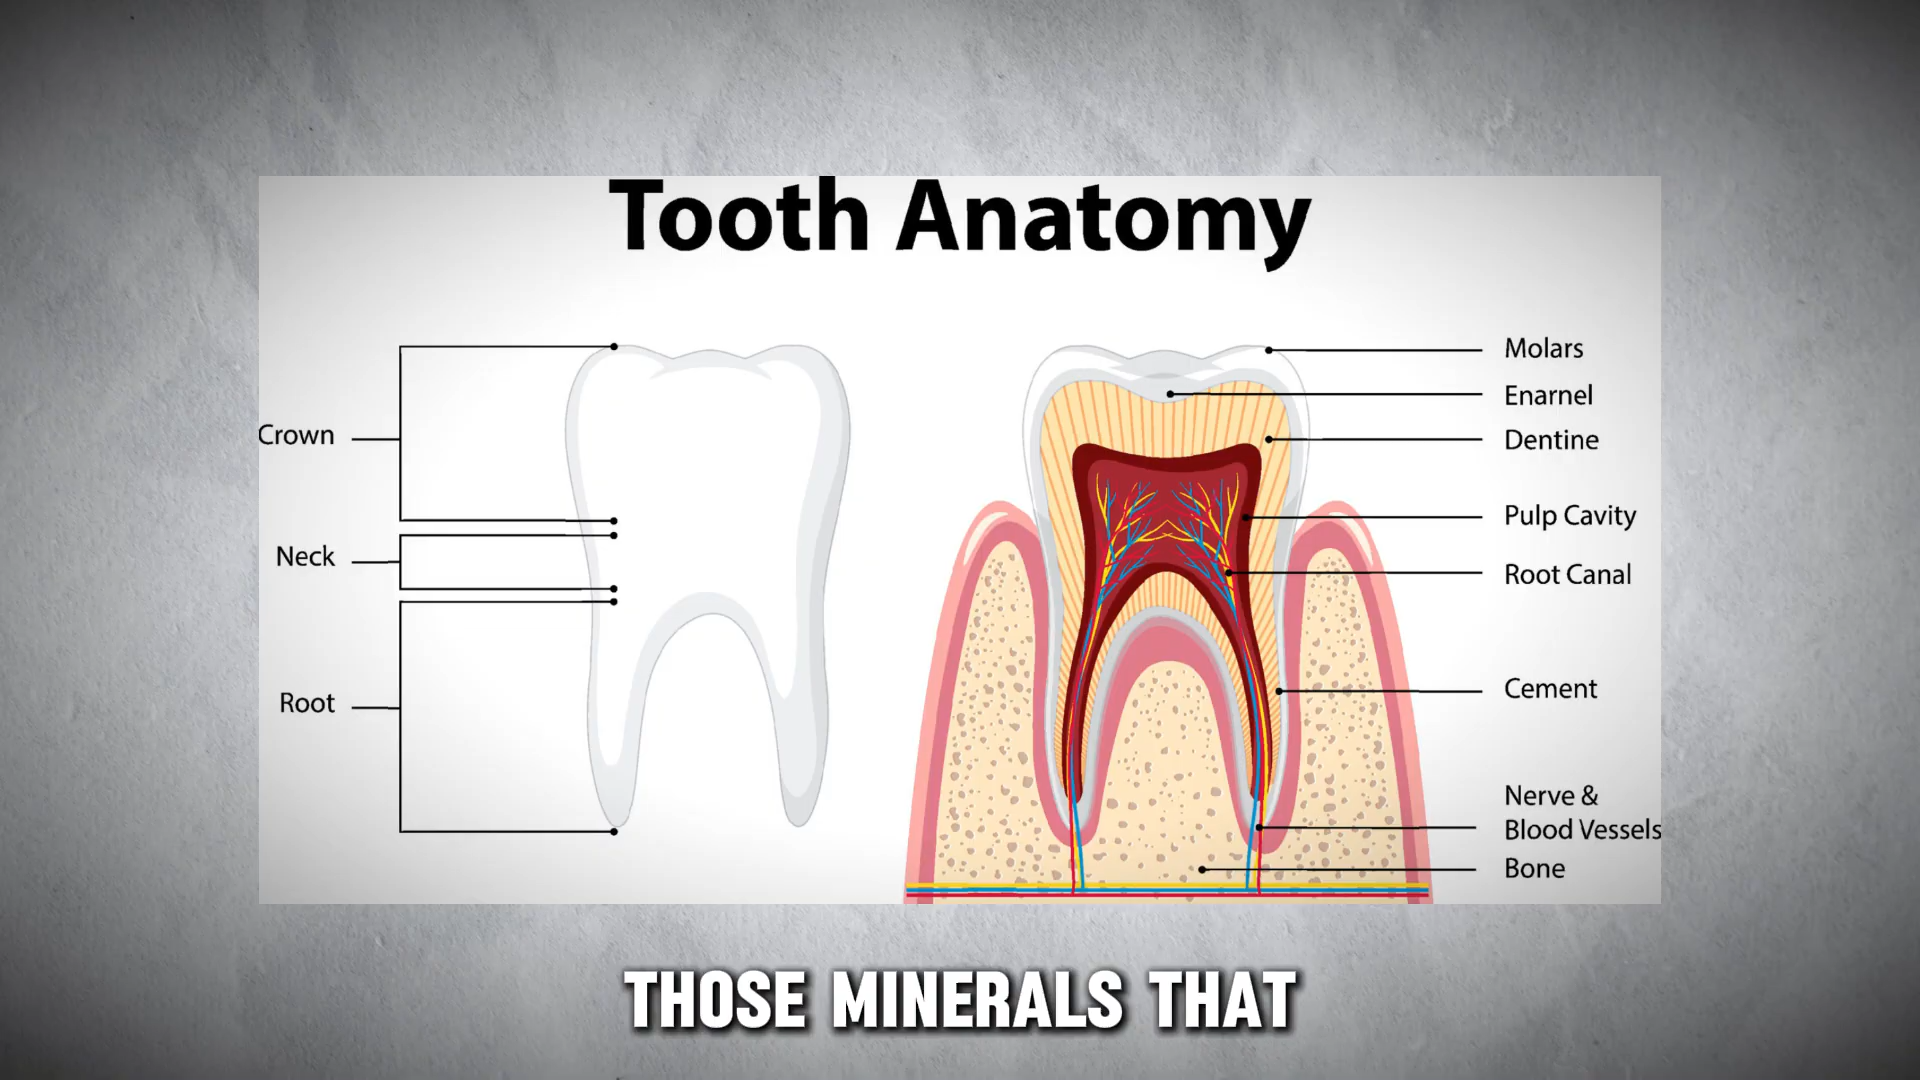 Tooth Anatomy
Crown
Neck
Root
Molars
Enarnel
Dentine
Pulp Cavity
Root Canal
Cement
Nerve &
Blood Vessels
Bone
THOSE MINERALS THAT